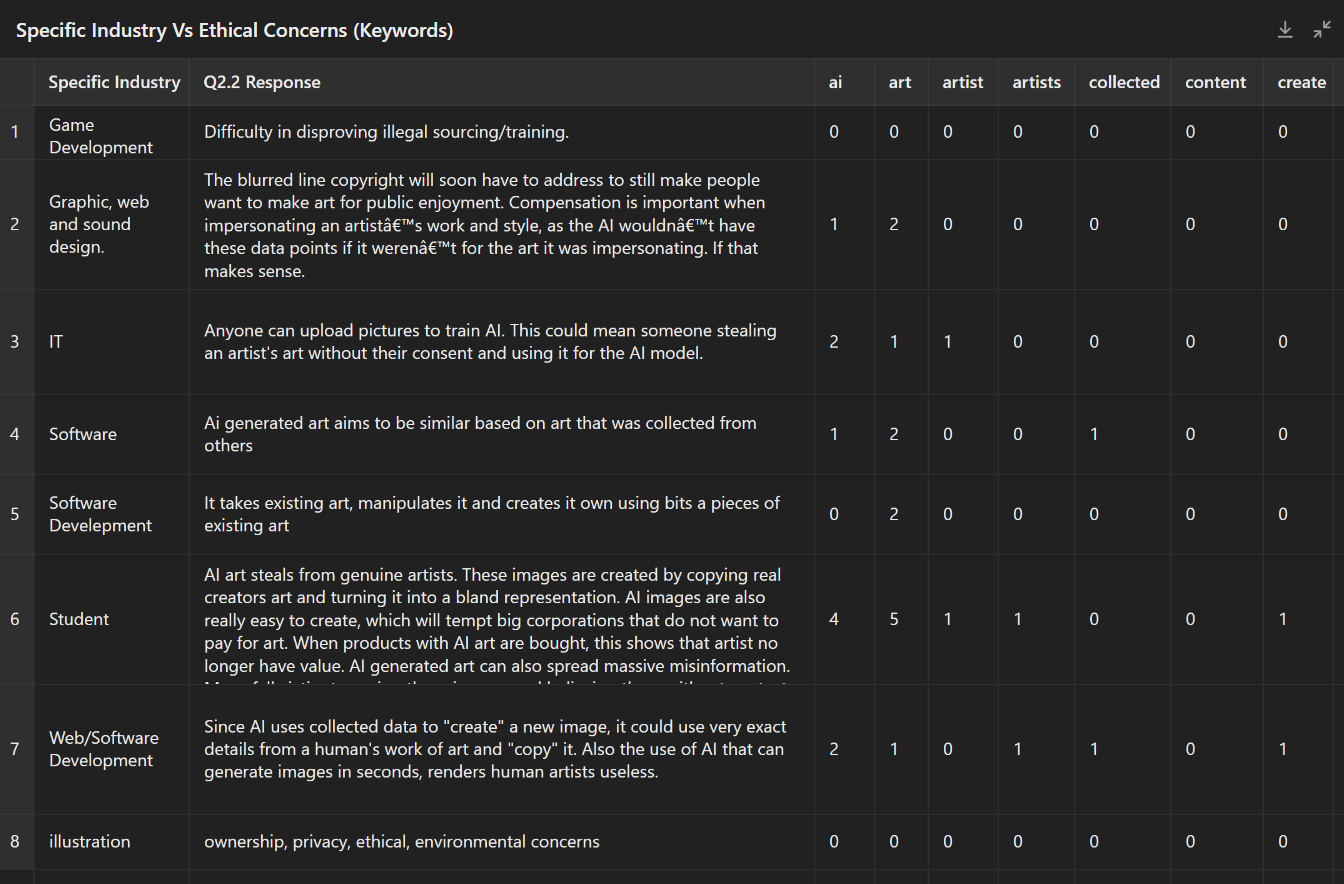 Specific Industry Vs Ethical Concerns (Keywords)
Specific Industry Q2.2 Response ai art artist artists collected content create
1 Game Development Difficulty in disproving illegal sourcing/training. 0 0 0 0 0 0 0
2 Graphic, web and sound design.
The blurred line copyright will soon have to address to still make people
want to make art for public enjoyment. Compensation is important when
impersonating an artistâ€™s work and style, as the AI wouldnâ€™t have
these data points if it werenâ€™t for the art it was impersonating. If that
makes sense.
1 2 0 0 0 0 0
3 IT
Anyone can upload pictures to train AI. This could mean someone stealing
an artist's art without their consent and using it for the AI model.
2 1 1 0 0 0 0
4 Software
Ai generated art aims to be similar based on art that was collected from
others
1 2 0 0 1 0 0
5 Software Develepment
It takes existing art, manipulates it and creates it own using bits a pieces of
existing art
0 2 0 0 0 0 0
6 Student
AI art steals from genuine artists. These images are created by copying real
creators art and turning it into a bland representation. AI images are also
really easy to create, which will tempt big corporations that do not want to
pay for art. When products with AI art are bought, this shows that artist no
longer have value. AI generated art can also spread massive misinformation.
4 5 1 1 0 0 1
7 Web/Software Development
Since AI uses collected data to "create" a new image, it could use very exact
details from a human's work of art and "copy" it. Also the use of AI that can
generate images in seconds, renders human artists useless.
2 1 0 1 1 0 1
8 illustration ownership, privacy, ethical, environmental concerns 0 0 0 0 0 0 0